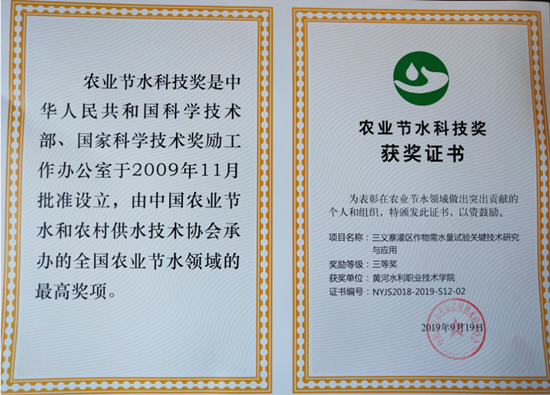 农业节水科技奖是中
华人民共和国科学技术
部、国家科学技术奖励工
作办公室于2009年11月
批准设立，由中国农业节
水和农村供水技术协会承
办的全国农业节水领域的
最高奖项。
农业节水科技奖
获奖证书
为表彰在农业节水领域做出突出贡献的
个人和组织，特颁发此证书，以资鼓励。
项目名称：三义寨灌区作物需水量试验关键技术研究
与应用
奖励等级：三等奖
获奖单位：黄河水利职业技术学院
证书编号：NYJS2018-2019-S12-02
2019年9月19日